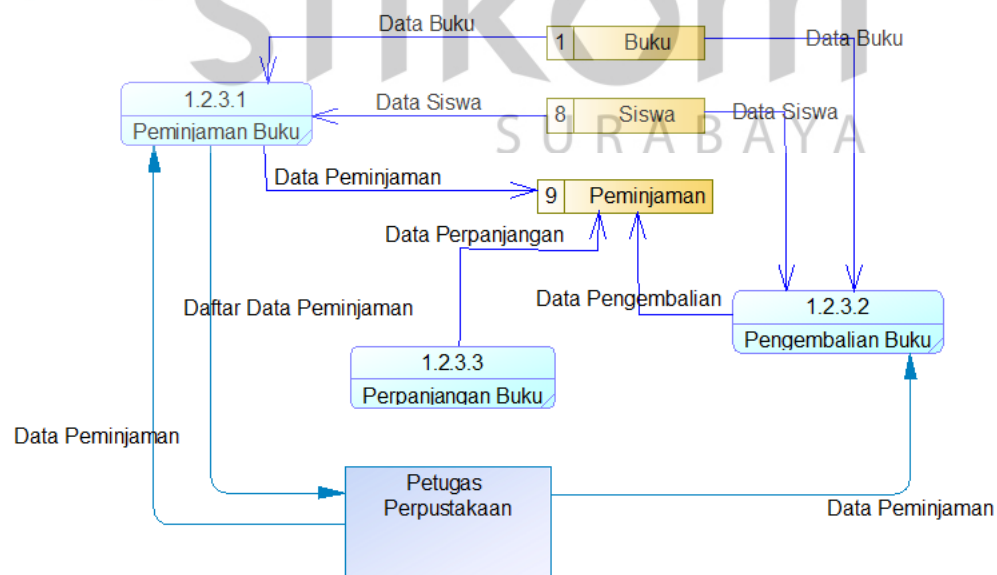 stikom
SURABAYA
Data Buku
1 Buku
Data Buku
1.2.3.1
Peminjaman Buku
Data Siswa
8 Siswa
Data Siswa
Data Peminjaman
9 Peminjaman
Data Perpanjangan
Daftar Data Peminjaman
Data Pengembalian
1.2.3.2
Pengembalian Buku
1.2.3.3
Perpanjangan Buku
Data Peminjaman
Petugas
Perpustakaan
Data Peminjaman